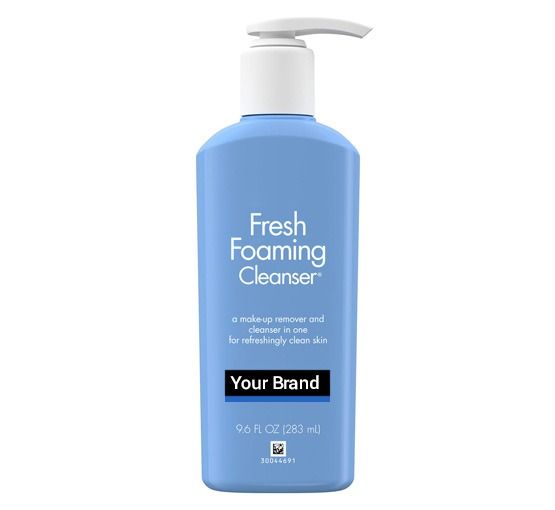 Fresh
Foaming
Cleanser®
a make-up remover and
cleanser in one
for refreshingly clean skin
Your Brand
9.6 FL OZ (283 mL)
30044691